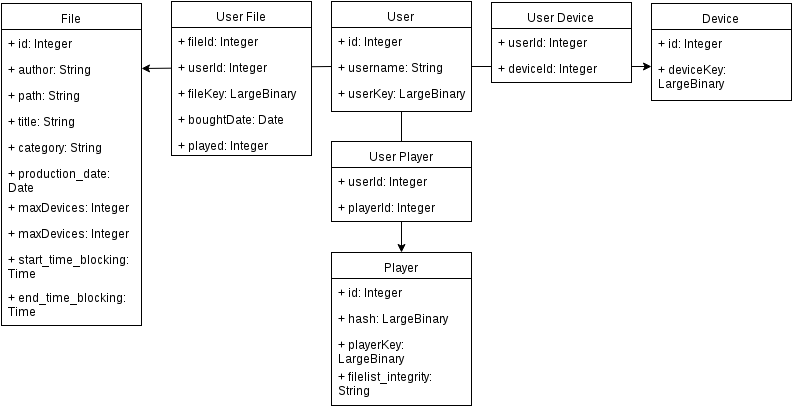 File
+ id: Integer
+ author: String
+ path: String
+ title: String
+ category: String
+ production_date:
Date
+ maxDevices: Integer
+ maxDevices: Integer
+ start_time_blocking:
Time
+ end_time_blocking:
Time
User File
+ fileId: Integer
+ userId: Integer
+ fileKey: LargeBinary
+ boughtDate: Date
+ played: Integer
User
+ id: Integer
+ username: String
+ userKey: LargeBinary
User Device
+ userId: Integer
+ deviceId: Integer
Device
+ id: Integer
+ deviceKey:
LargeBinary
User Player
+ userId: Integer
+ playerId: Integer
Player
+ id: Integer
+ hash: LargeBinary
+ playerKey:
LargeBinary
+ filelist_integrity:
String